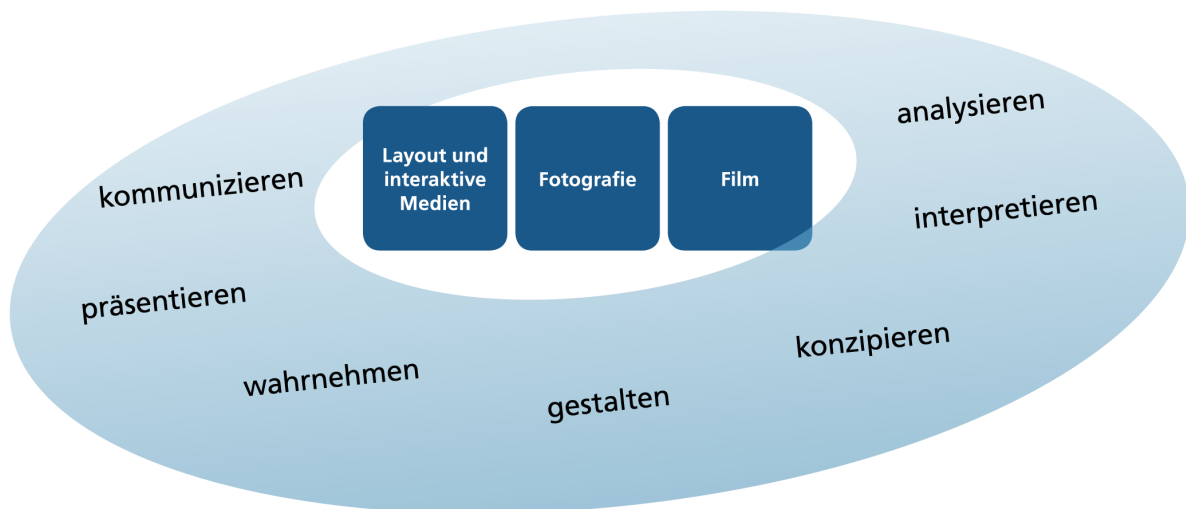 analysieren
Layout und
interaktive
Medien
Fotografie
Film
kommunizieren
interpretieren
präsentieren
konzipieren
wahrnehmen
gestalten